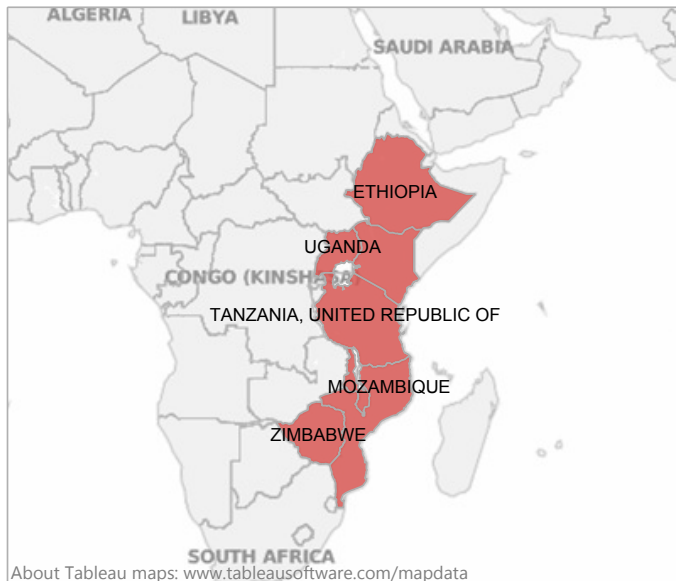 ALGERIA
LIBYA
SAUDI ARABIA
ETHIOPIA
UGANDA
CONGO (KINSHASA)
TANZANIA, UNITED REPUBLIC OF
MOZAMBIQUE
ZIMBABWE
SOUTH AFRICA
About Tableau maps: www.tableausoftware.com/mapdata